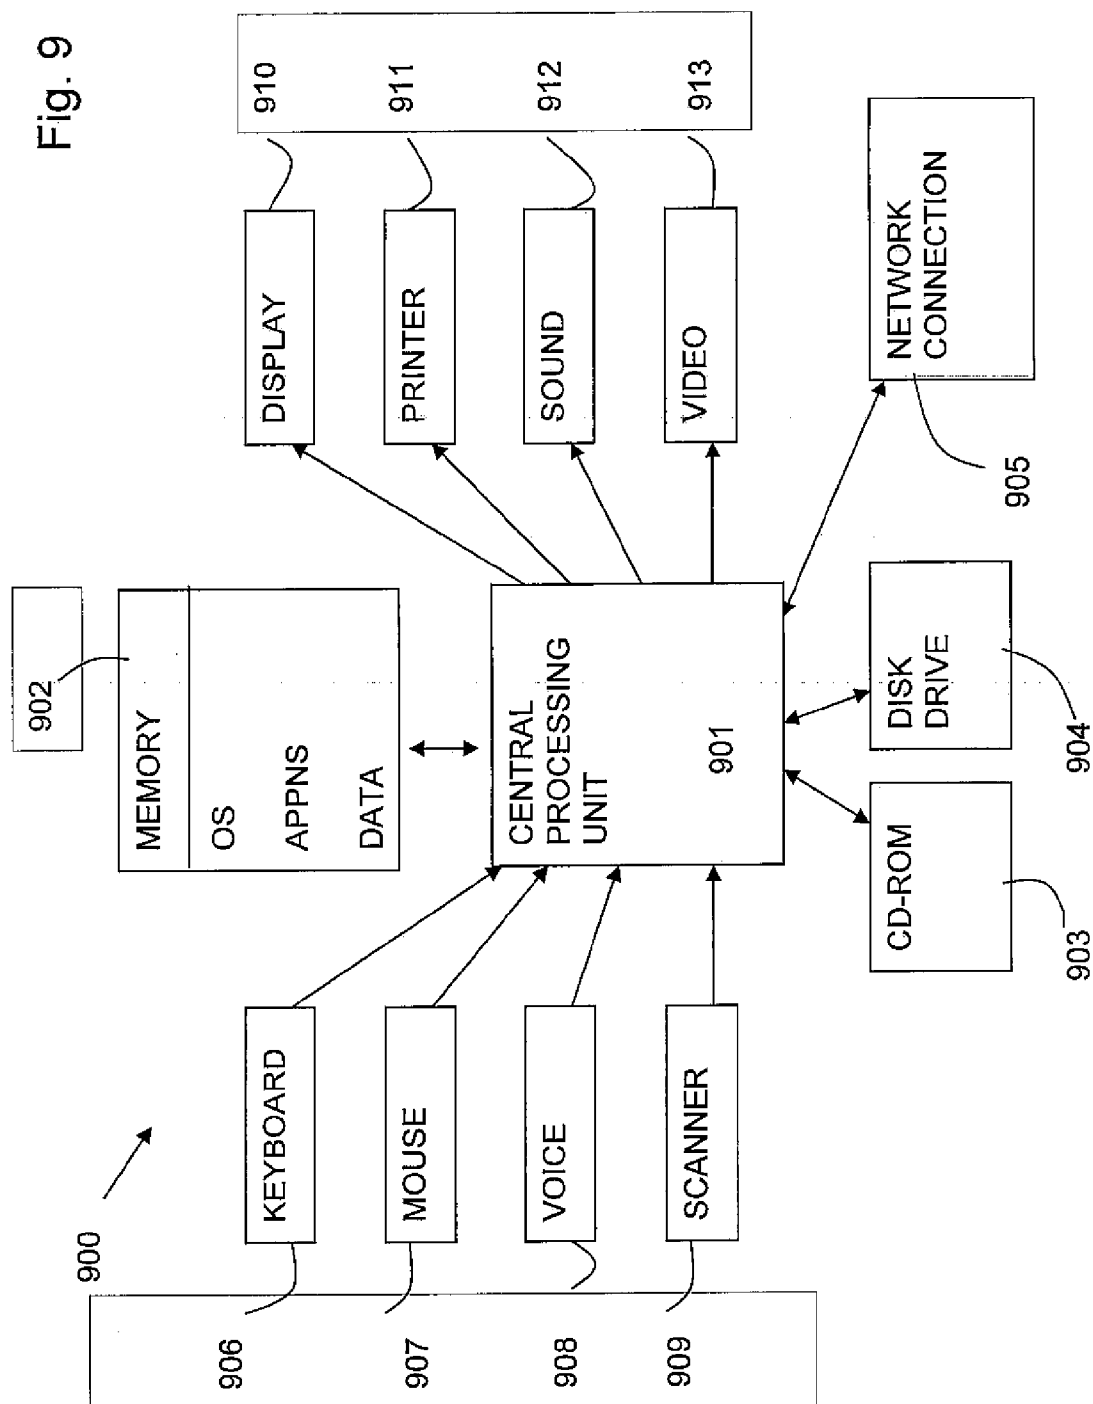 Fig. 9
900
902
MEMORY
OS
APPNS
DATA
906
KEYBOARD
907
MOUSE
908
VOICE
909
SCANNER
CENTRAL
PROCESSING
UNIT
901
DISPLAY
910
PRINTER
911
SOUND
912
VIDEO
913
CD-ROM
903
DISK
DRIVE
904
NETWORK
CONNECTION
905